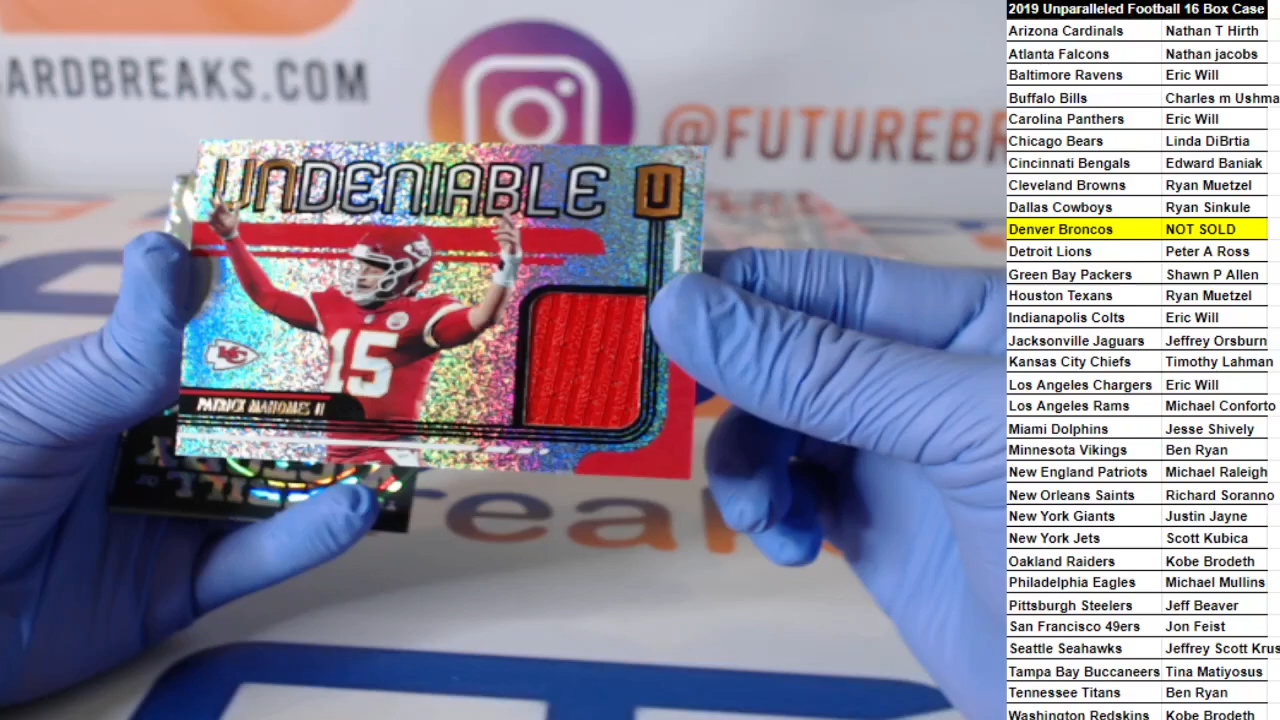 ARDBREAKS.COM
@FUTUREBR
UNDENIABLE U
15
KC
PATRICK MAHOMES II
rea
2019 Unparalleled Football 16 Box Case
Arizona Cardinals Nathan T Hirth
Atlanta Falcons Nathan jacobs
Baltimore Ravens Eric Will
Buffalo Bills Charles m Ushma
Carolina Panthers Eric Will
Chicago Bears Linda DiBrtia
Cincinnati Bengals Edward Baniak
Cleveland Browns Ryan Muetzel
Dallas Cowboys Ryan Sinkule
Denver Broncos NOT SOLD
Detroit Lions Peter A Ross
Green Bay Packers Shawn P Allen
Houston Texans Ryan Muetzel
Indianapolis Colts Eric Will
Jacksonville Jaguars Jeffrey Orsburn
Kansas City Chiefs Timothy Lahman
Los Angeles Chargers Eric Will
Los Angeles Rams Michael Conforto
Miami Dolphins Jesse Shively
Minnesota Vikings Ben Ryan
New England Patriots Michael Raleigh
New Orleans Saints Richard Soranno
New York Giants Justin Jayne
New York Jets Scott Kubica
Oakland Raiders Kobe Brodeth
Philadelphia Eagles Michael Mullins
Pittsburgh Steelers Jeff Beaver
San Francisco 49ers Jon Feist
Seattle Seahawks Jeffrey Scott Krus
Tampa Bay Buccaneers Tina Matiyosus
Tennessee Titans Ben Ryan
Washington Redskins Kobe Brodeth